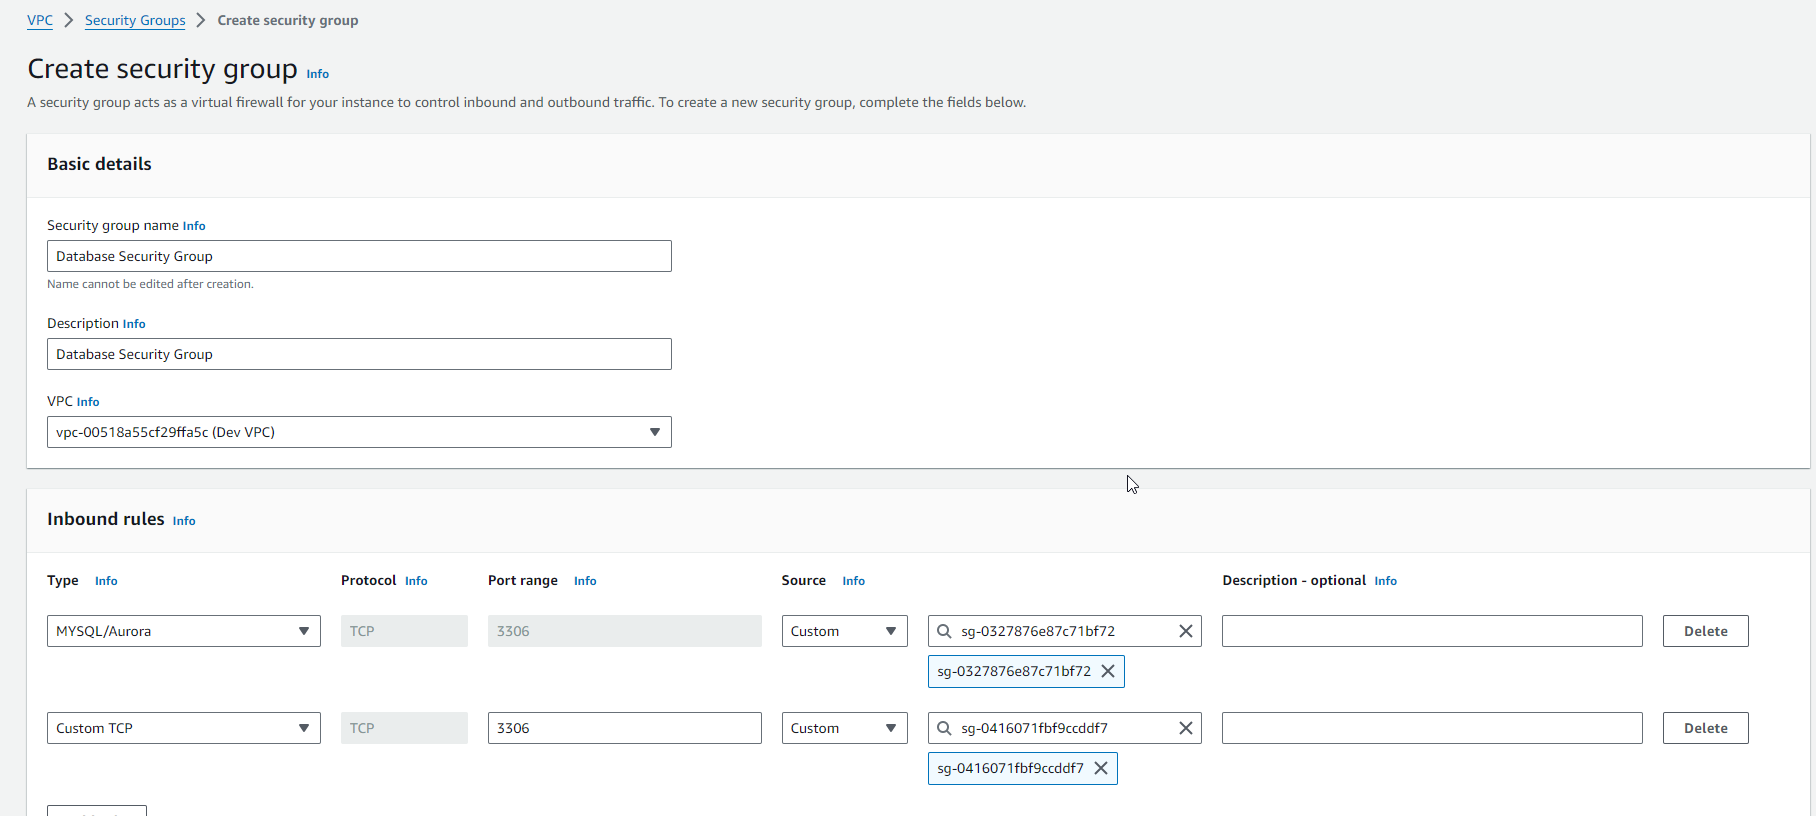 VPC > Security Groups > Create security group
Create security group Info
A security group acts as a virtual firewall for your instance to control inbound and outbound traffic. To create a new security group, complete the fields below.
Basic details
Security group name Info
Database Security Group
Name cannot be edited after creation.
Description Info
Database Security Group
VPC Info
vpc-00518a55cf29ffa5c (Dev VPC)
Inbound rules Info
Type Info Protocol Info Port range Info Source Info Description - optional Info
MYSQL/Aurora TCP 3306 Custom sg-0327876e87c71bf72 Delete
sg-0327876e87c71bf72
Custom TCP TCP 3306 Custom sg-0416071fbf9ccddf7 Delete
sg-0416071fbf9ccddf7